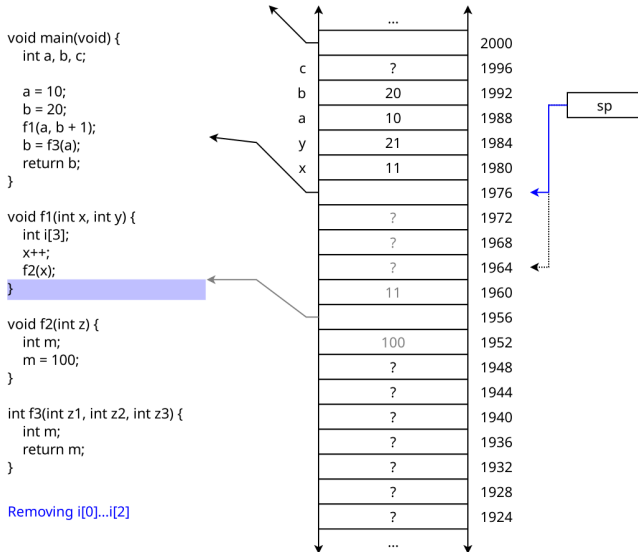 void main(void) {
int a, b, c;
a = 10;
b = 20;
f1(a, b + 1);
b = f3(a);
return b;
}
void f1(int x, int y) {
int i[3];
x++;
f2(x);
}
void f2(int z) {
int m;
m = 100;
}
int f3(int z1, int z2, int z3) {
int m;
return m;
}
Removing i[0]...i[2]
...
2000
c ? 1996
b 20 1992
a 10 1988
y 21 1984
x 11 1980
1976
? 1972
? 1968
? 1964
11 1960
1956
100 1952
? 1948
? 1944
? 1940
? 1936
? 1932
? 1928
? 1924
...
sp